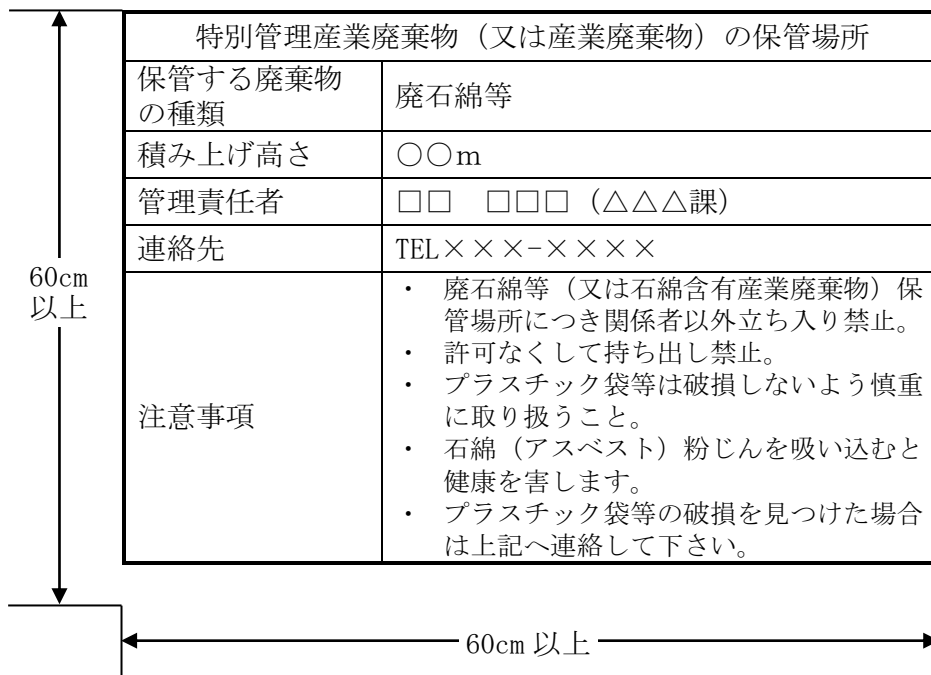 特別管理産業廃棄物（又は産業廃棄物）の保管場所
保管する廃棄物
の種類
廃石綿等
積み上げ高さ
○○ｍ
管理責任者
□□　□□□（△△△課）
連絡先
TEL×××-××××
注意事項
・　廃石綿等（又は石綿含有産業廃棄物）保
管場所につき関係者以外立ち入り禁止。
・　許可なくして持ち出し禁止。
・　プラスチック袋等は破損しないよう慎重
に取り扱うこと。
・　石綿（アスベスト）粉じんを吸い込むと
健康を害します。
・　プラスチック袋等の破損を見つけた場合
は上記へ連絡して下さい。
60cm
以上
60cm 以上